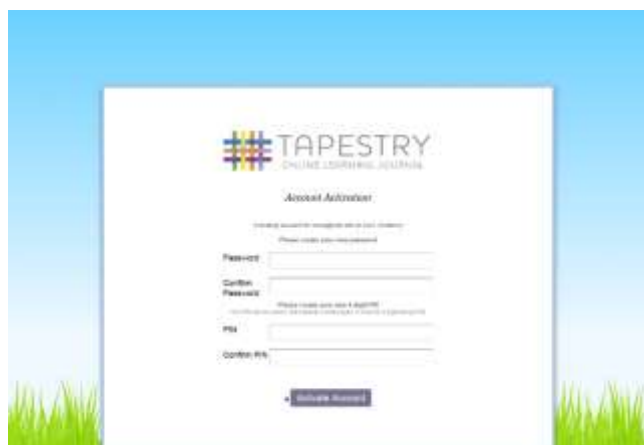 TAPESTRY
ONLINE LEARNING JOURNAL
Account Activation
Please create your new password
Password
Confirm
Password
Please create your new 4 digit PIN
PIN
Confirm PIN
Activate Account